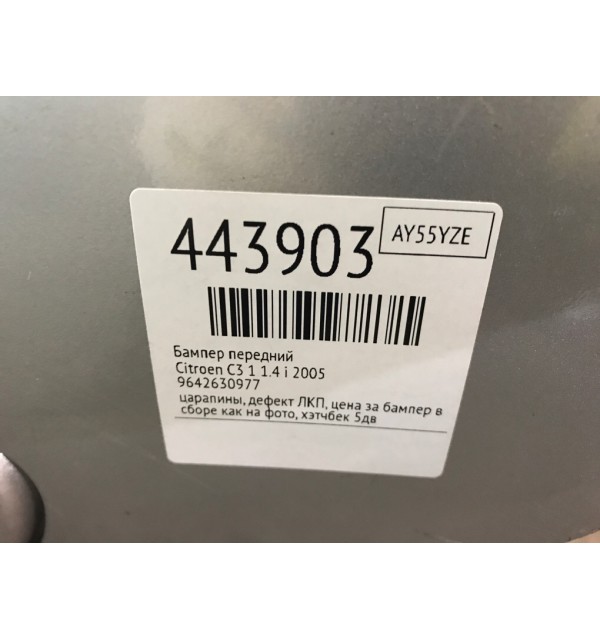 443903
AY55YZE
Бампер передний
Citroen C3 1 1.4 i 2005
9642630977
царапины, дефект ЛКП, цена за бампер в
сборе как на фото, хэтчбек 5дв